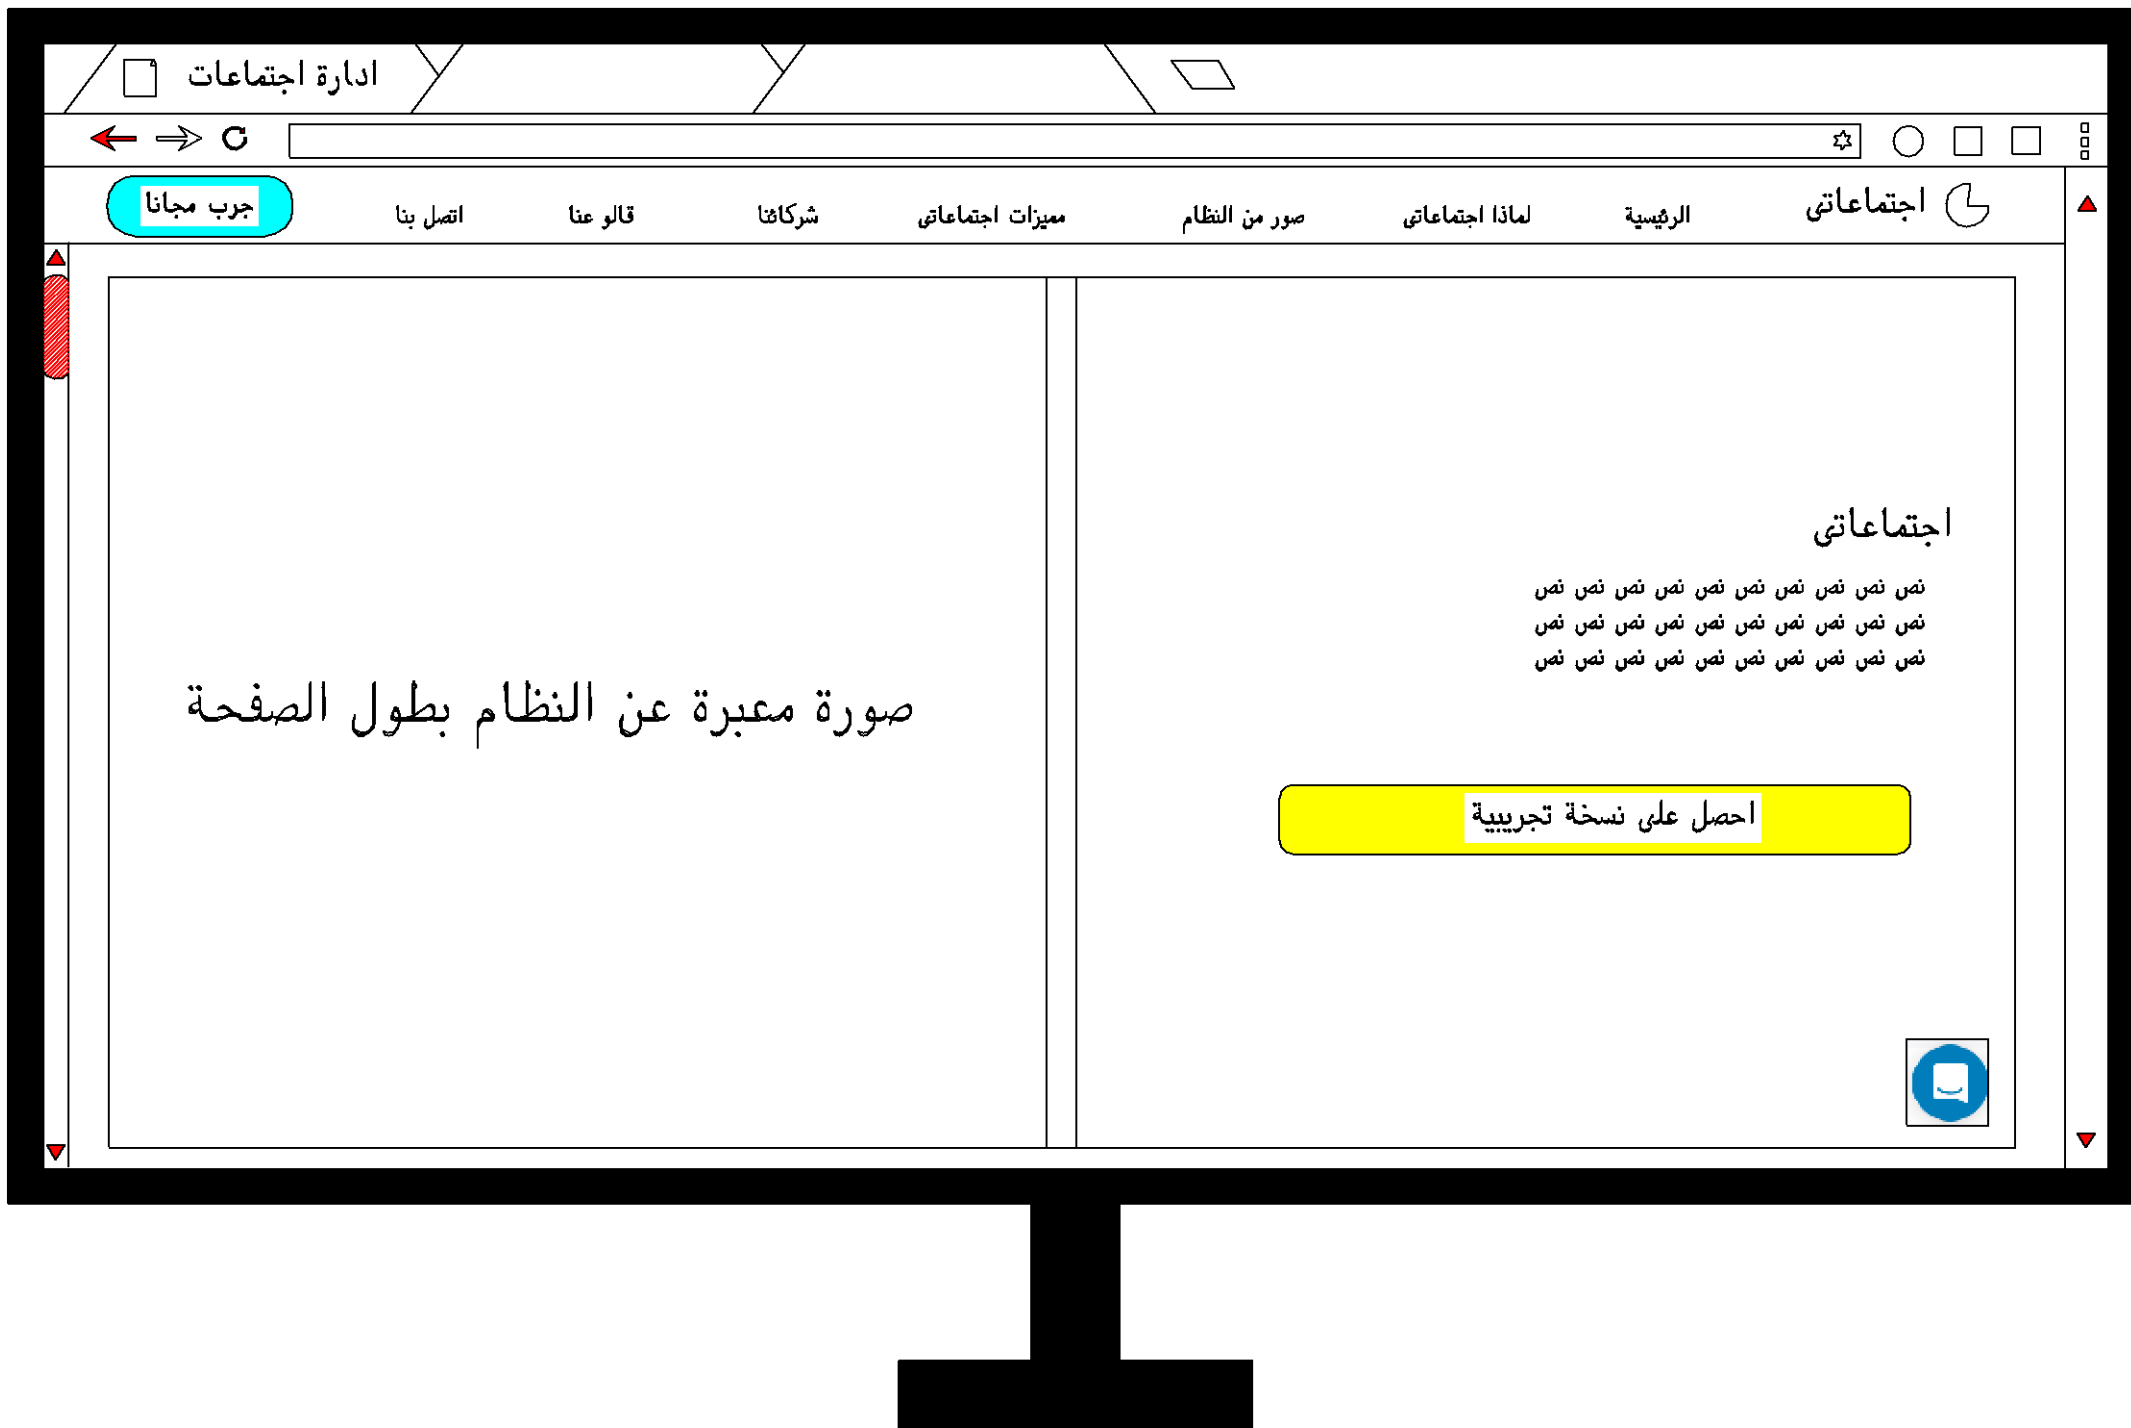 ادارة اجتماعات
اجتماعاتى
الرئيسية
لماذا اجتماعاتى
صور من النظام
مميزات اجتماعاتى
شركائنا
قالو عنا
اتصل بنا
جرب مجانا
اجتماعاتى
نص نص نص نص نص نص نص نص نص نص
نص نص نص نص نص نص نص نص نص نص
نص نص نص نص نص نص نص نص نص نص
احصل على نسخة تجريبية
صورة معبرة عن النظام بطول الصفحة